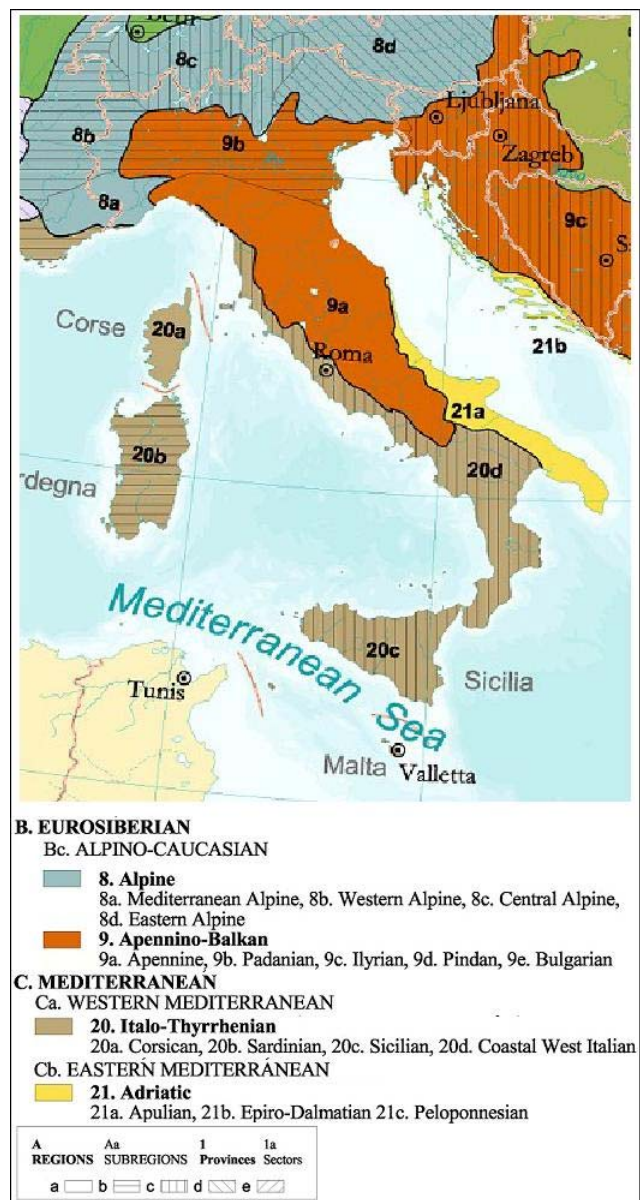 Bern
8d
8c
Ljubljana
8b
9b
Zagreb
8a
9c
S
9a
Corse
20a
21b
Roma
21a
20b
20d
rdegna
Mediterranean Sea
20c
Sicilia
Tunis
Malta
Valletta
B. EUROSIBERIAN
Bc. ALPINO-CAUCASIAN
8. Alpine
8a. Mediterranean Alpine, 8b. Western Alpine, 8c. Central Alpine,
8d. Eastern Alpine
9. Apennino-Balkan
9a. Apennine, 9b. Padanian, 9c. Ilyrian, 9d. Pindan, 9e. Bulgarian
C. MEDITERRANEAN
Ca. WESTERN MEDITERRANEAN
20. Italo-Thyrrhenian
20a. Corsican, 20b. Sardinian, 20c. Sicilian, 20d. Coastal West Italian
Cb. EASTERN MEDITERRANEAN
21. Adriatic
21a. Apulian, 21b. Epiro-Dalmatian 21c. Peloponnesian
A Aa 1 1a
REGIONS SUBREGIONS Provinces Sectors
a b c d e